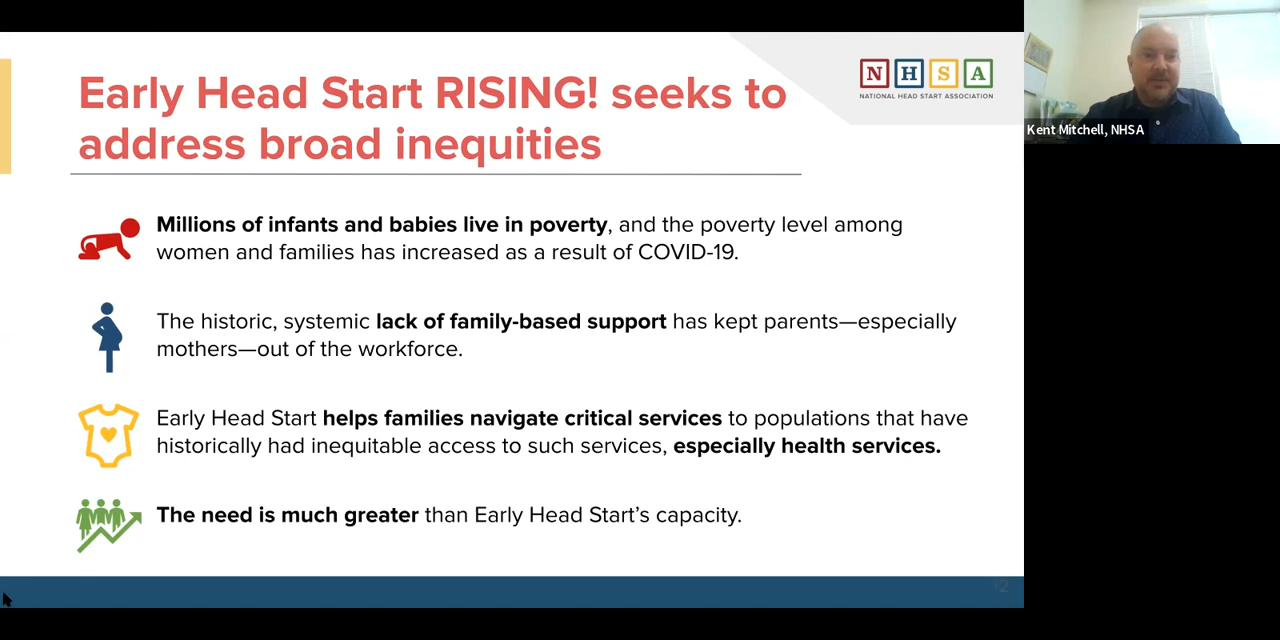 Early Head Start RISING! seeks to
address broad inequities
N H S A
NATIONAL HEAD START ASSOCIATION
Kent Mitchell, NHSA
Millions of infants and babies live in poverty, and the poverty level among
women and families has increased as a result of COVID-19.
The historic, systemic lack of family-based support has kept parents—especially
mothers—out of the workforce.
Early Head Start helps families navigate critical services to populations that have
historically had inequitable access to such services, especially health services.
The need is much greater than Early Head Start's capacity.
2